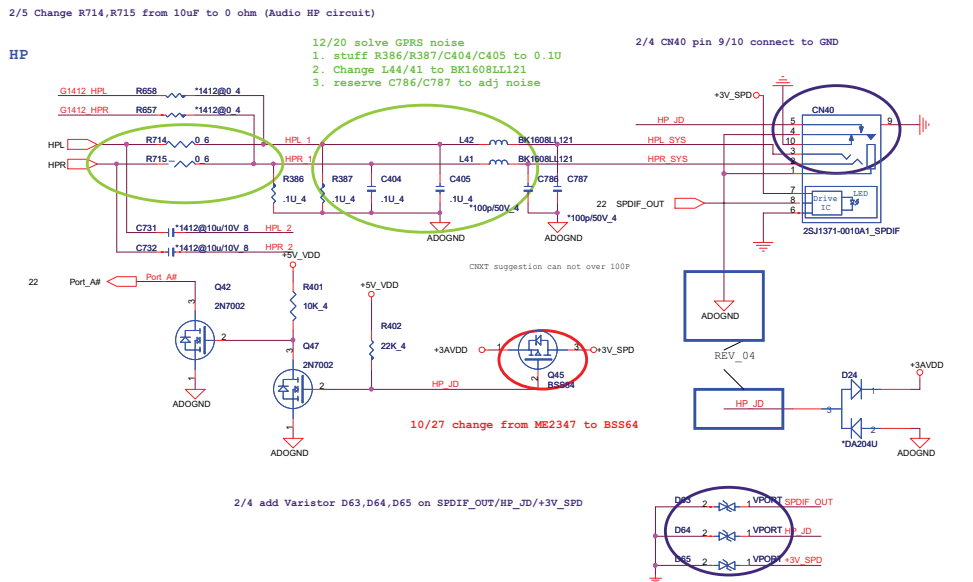 2/5 Change R714,R715 from 10uF to 0 ohm (Audio HP circuit)
HP
12/20 solve GPRS noise
1. stuff R386/R387/C404/C405 to 0.1U
2. Change L44/41 to BK1608LL121
3. reserve C786/C787 to adj noise
2/4 CN40 pin 9/10 connect to GND
G1412_HPL R658 *1412@0_4
G1412_HPR R657 *1412@0_4
HPL R714 0_6 HPL_1 L42 BK1608LL121 HPL_SYS
HPR R715 0_6 HPR_1 L41 BK1608LL121 HPR_SYS
+3V_SPD
CN40
HP_JD
5
4
10
3
2
1
9
7
8
6
Drive IC
LED
2SJ1371-0010A1_SPDIF
R386 R387 C404 C405 C786 C787
.1U_4 .1U_4 .1U_4 .1U_4 *100p/50V_4
*100p/50V_4
ADOGND
ADOGND
22 SPDIF_OUT
C731 *1412@10u/10V_8 HPL_2
C732 *1412@10u/10V_8 HPR_2
+5V_VDD
CNXT suggestion can not over 100P
22 Port_A# Port_A#
Q42
2N7002
3
2
1
ADOGND
R401
10K_4
Q47
2N7002
3
2
1
ADOGND
+5V_VDD
R402
22K_4
HP_JD
+3AVDD 1 3 +3V_SPD
2
Q45
BSS84
10/27 change from ME2347 to BSS64
ADOGND
REV_04
HP_JD
D24
+3AVDD
1
3
2
*DA204U
ADOGND
2/4 add Varistor D63,D64,D65 on SPDIF_OUT/HP_JD/+3V_SPD
D63 2 1 VPORT SPDIF_OUT
D64 2 1 VPORT HP_JD
D65 2 1 VPORT +3V_SPD